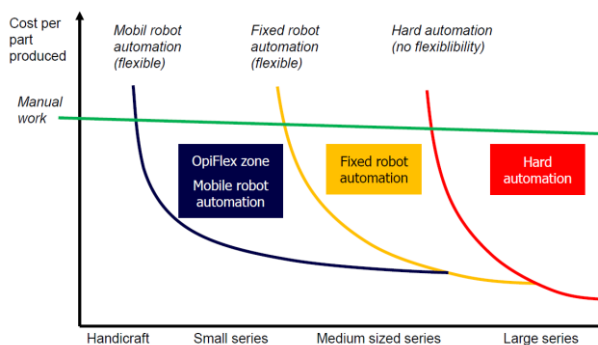 Cost per
part
produced
Mobil robot
automation
(flexible)
Fixed robot
automation
(flexible)
Hard automation
(no flexiblibility)
Manual
work
OpiFlex zone
Mobile robot
automation
Fixed robot
automation
Hard
automation
Handicraft
Small series
Medium sized series
Large series